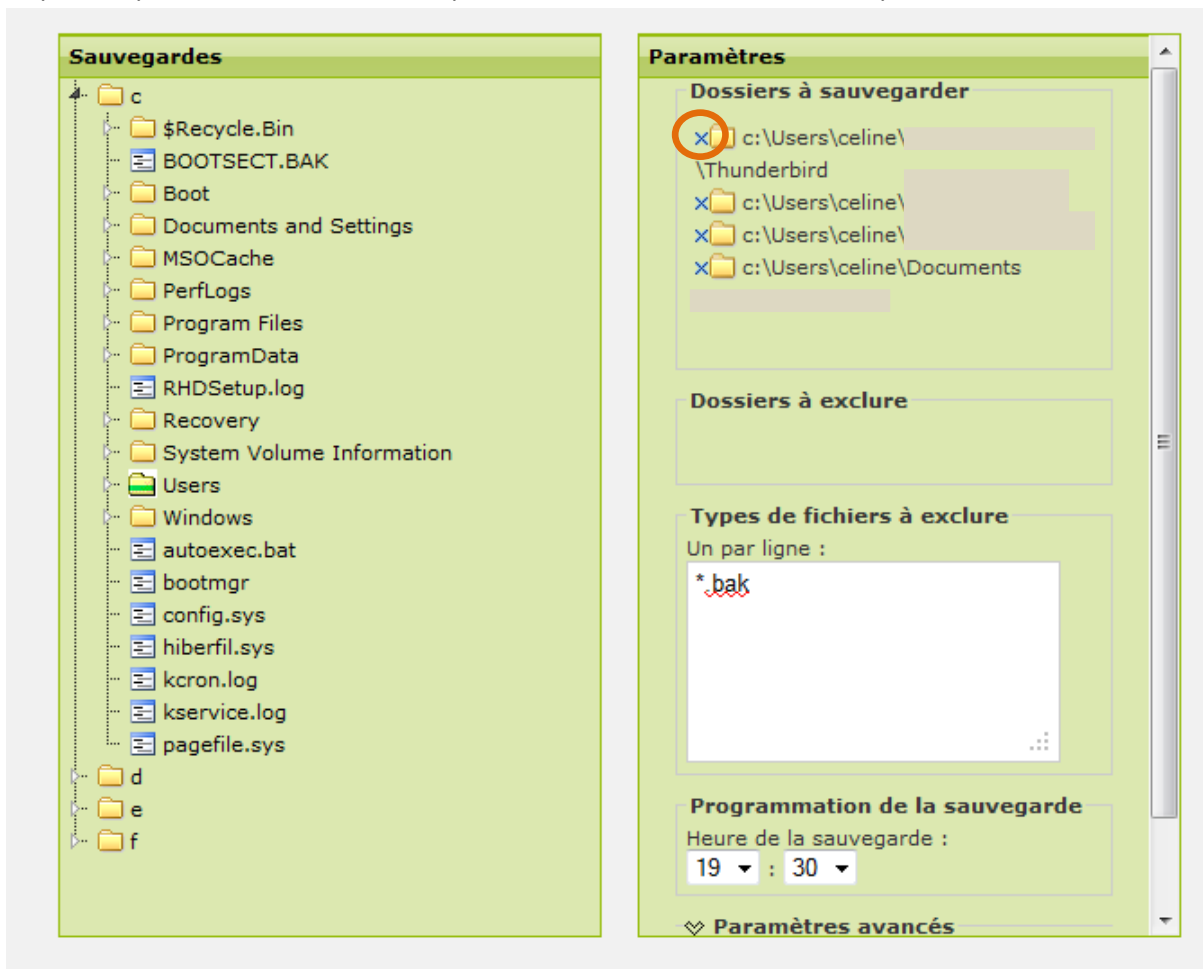 Sauvegardes
c
$Recycle.Bin
BOOTSECT.BAK
Boot
Documents and Settings
MSOCache
PerfLogs
Program Files
ProgramData
RHDSetup.log
Recovery
System Volume Information
Users
Windows
autoexec.bat
bootmgr
config.sys
hiberfil.sys
kcron.log
kservice.log
pagefile.sys
d
e
f
Paramètres
Dossiers à sauvegarder
c:\Users\celine\
\Thunderbird
c:\Users\celine\
c:\Users\celine\
c:\Users\celine\Documents
Dossiers à exclure
Types de fichiers à exclure
Un par ligne :
*.bak
Programmation de la sauvegarde
Heure de la sauvegarde :
19 : 30
Paramètres avancés